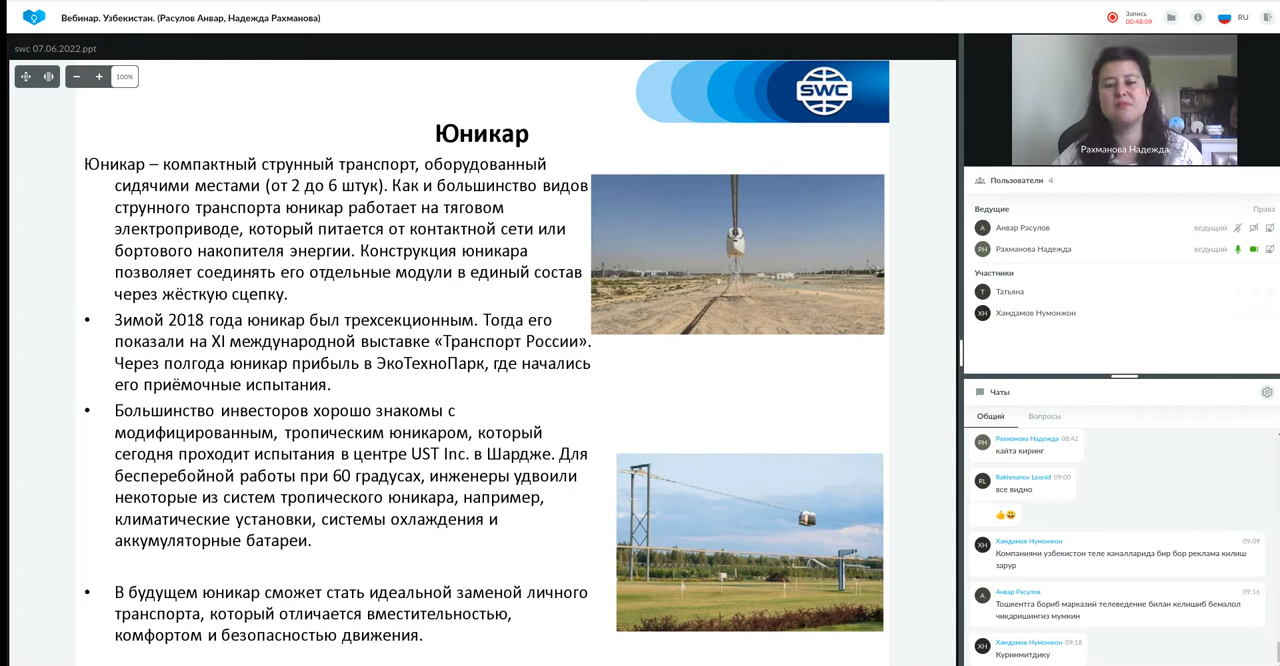 Вебинар. Узбекистан. (Расулов Анвар, Надежда Рахманова)
Запись
00:48:09
RU
swc 07.06.2022.ppt
100%
SWC
Юникар
Юникар – компактный струнный транспорт, оборудованный
сидячими местами (от 2 до 6 штук). Как и большинство видов
струнного транспорта юникар работает на тяговом
электроприводе, который питается от контактной сети или
бортового накопителя энергии. Конструкция юникара
позволяет соединять его отдельные модули в единый состав
через жёсткую сцепку.
• Зимой 2018 года юникар был трехсекционным. Тогда его
показали на XI международной выставке «Транспорт России».
Через полгода юникар прибыль в ЭкоТехноПарк, где начались
его приёмочные испытания.
• Большинство инвесторов хорошо знакомы с
модифицированным, тропическим юникаром, который
сегодня проходит испытания в центре UST Inc. в Шардже. Для
бесперебойной работы при 60 градусах, инженеры удвоили
некоторые из систем тропического юникара, например,
климатические установки, системы охлаждения и
аккумуляторные батареи.
• В будущем юникар сможет стать идеальной заменой личного
транспорта, который отличается вместительностью,
комфортом и безопасностью движения.
Рахманова Надежда
Пользователи 4
Ведущие Права
А Анвар Расулов ведущий
РН Рахманова Надежда ведущий
Участники
Т Татьяна
ХН Хамдамов Нумонжон
Чаты
Общий Вопросы
РН Рахманова Надежда 08:42
кайта киринг
RL Rakhmanov Leonid 09:00
все видно
👍😃
ХН Хамдамов Нумонжон 09:09
Компанияни узбекистон теле каналларида бир бор реклама килиш
зарур
А Анвар Расулов 09:16
Тошкентга бориб марказий телеведение билан келишиб бемалол
чиқаришингиз мумкин
ХН Хамдамов Нумонжон 09:18
Куринмитдику